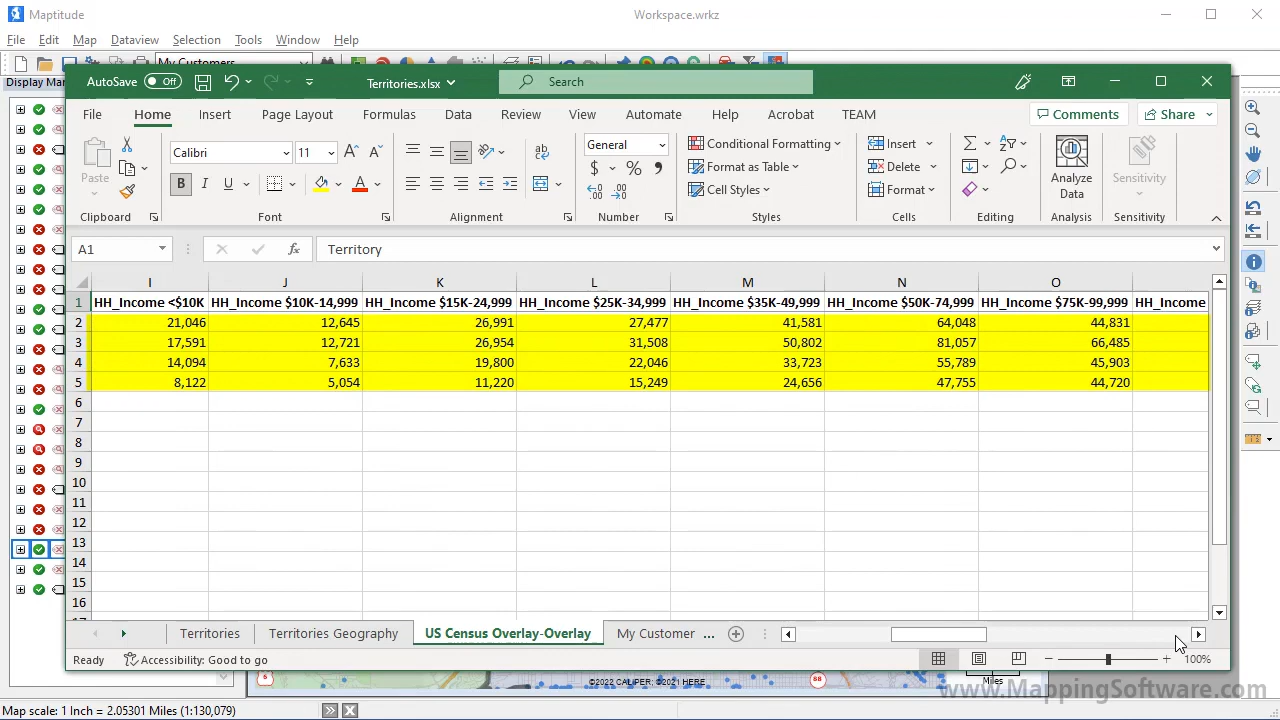 Maptitude
Workspace.wrkz
File Edit Map Dataview Selection Tools Window Help
My Customers
Display Man
AutoSave Off Territories.xlsx Search
File Home Insert Page Layout Formulas Data Review View Automate Help Acrobat TEAM Comments Share
Paste
Calibri 11
B I U
General
$ % 9
Conditional Formatting
Format as Table
Cell Styles
Insert
Delete
Format
Analyze
Data
Sensitivity
Clipboard Font Alignment Number Styles Cells Editing Analysis Sensitivity
A1 fx Territory
I J K L M N O
1 HH_Income <$10K HH_Income $10K-14,999 HH_Income $15K-24,999 HH_Income $25K-34,999 HH_Income $35K-49,999 HH_Income $50K-74,999 HH_Income $75K-99,999 HH_Income
2 21,046 12,645 26,991 27,477 41,581 64,048 44,831
3 17,591 12,721 26,954 31,508 50,802 81,057 66,485
4 14,094 7,633 19,800 22,046 33,723 55,789 45,903
5 8,122 5,054 11,220 15,249 24,656 47,755 44,720
6
7
8
9
10
11
12
13
14
15
16
Territories Territories Geography US Census Overlay-Overlay My Customer ...
Ready Accessibility: Good to go 100%
6 ©2022 CALIPER; ©2021 HERE 88 Miles
www.MappingSoftware.com
Map scale: 1 Inch = 2.05301 Miles (1:130,079)